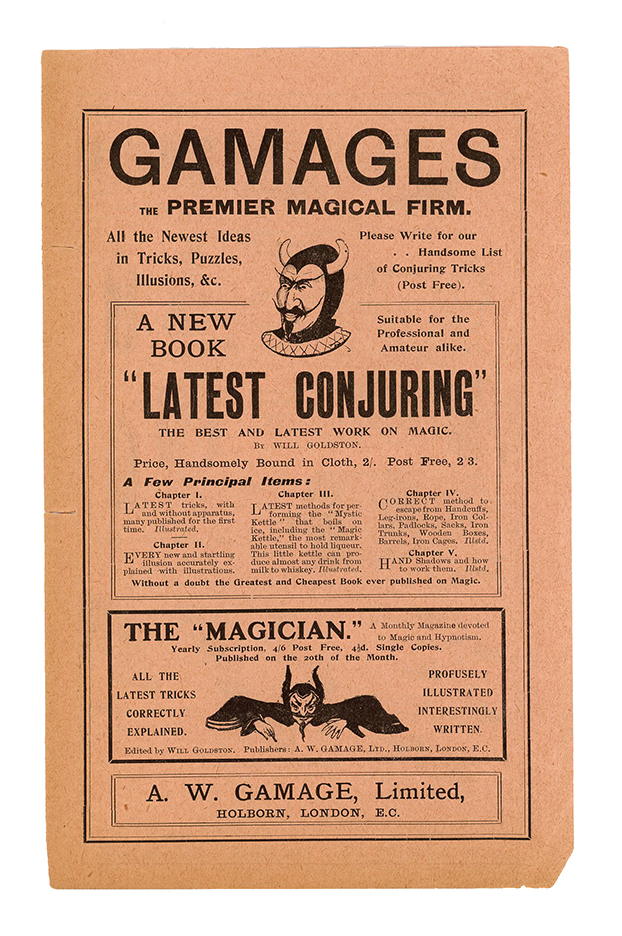 GAMAGES
THE PREMIER MAGICAL FIRM.
All the Newest Ideas
in Tricks, Puzzles,
Illusions, &c.
Please Write for our
. . Handsome List
of Conjuring Tricks
(Post Free).
A NEW
BOOK
Suitable for the
Professional and
Amateur alike.
"LATEST CONJURING"
THE BEST AND LATEST WORK ON MAGIC.
BY WILL GOLDSTON.
Price, Handsomely Bound in Cloth, 2/. Post Free, 2 3.
A Few Principal Items:
Chapter I.
LATEST tricks, with
and without apparatus,
many published for the first
time. Illustrated.
Chapter II.
EVERY new and startling
illusion accurately ex-
plained with illustrations.
Chapter III.
LATEST methods for per-
forming the "Mystic
Kettle" that boils on
ice, including the "Magic
Kettle," the most remark-
able utensil to hold liqueur.
This little kettle can pro-
duce almost any drink from
milk to whiskey. Illustrated.
Chapter IV.
CORRECT method to
escape from Handcuffs,
Leg-irons, Rope, Iron Col-
lars, Padlocks, Sacks, Iron
Trunks, Wooden Boxes,
Barrels, Iron Cages. Illstd.
Chapter V.
HAND Shadows and how
to work them. Illstd.
Without a doubt the Greatest and Cheapest Book ever published on Magic.
THE "MAGICIAN."
A Monthly Magazine devoted
to Magic and Hypnotism.
Yearly Subscription, 4/6 Post Free, 4½d. Single Copies.
Published on the 20th of the Month.
ALL THE
LATEST TRICKS
CORRECTLY
EXPLAINED.
PROFUSELY
ILLUSTRATED
INTERESTINGLY
WRITTEN.
Edited by WILL GOLDSTON. Publishers: A. W. GAMAGE, LTD., HOLBORN, LONDON, E.C.
A. W. GAMAGE, Limited,
HOLBORN, LONDON, E.C.